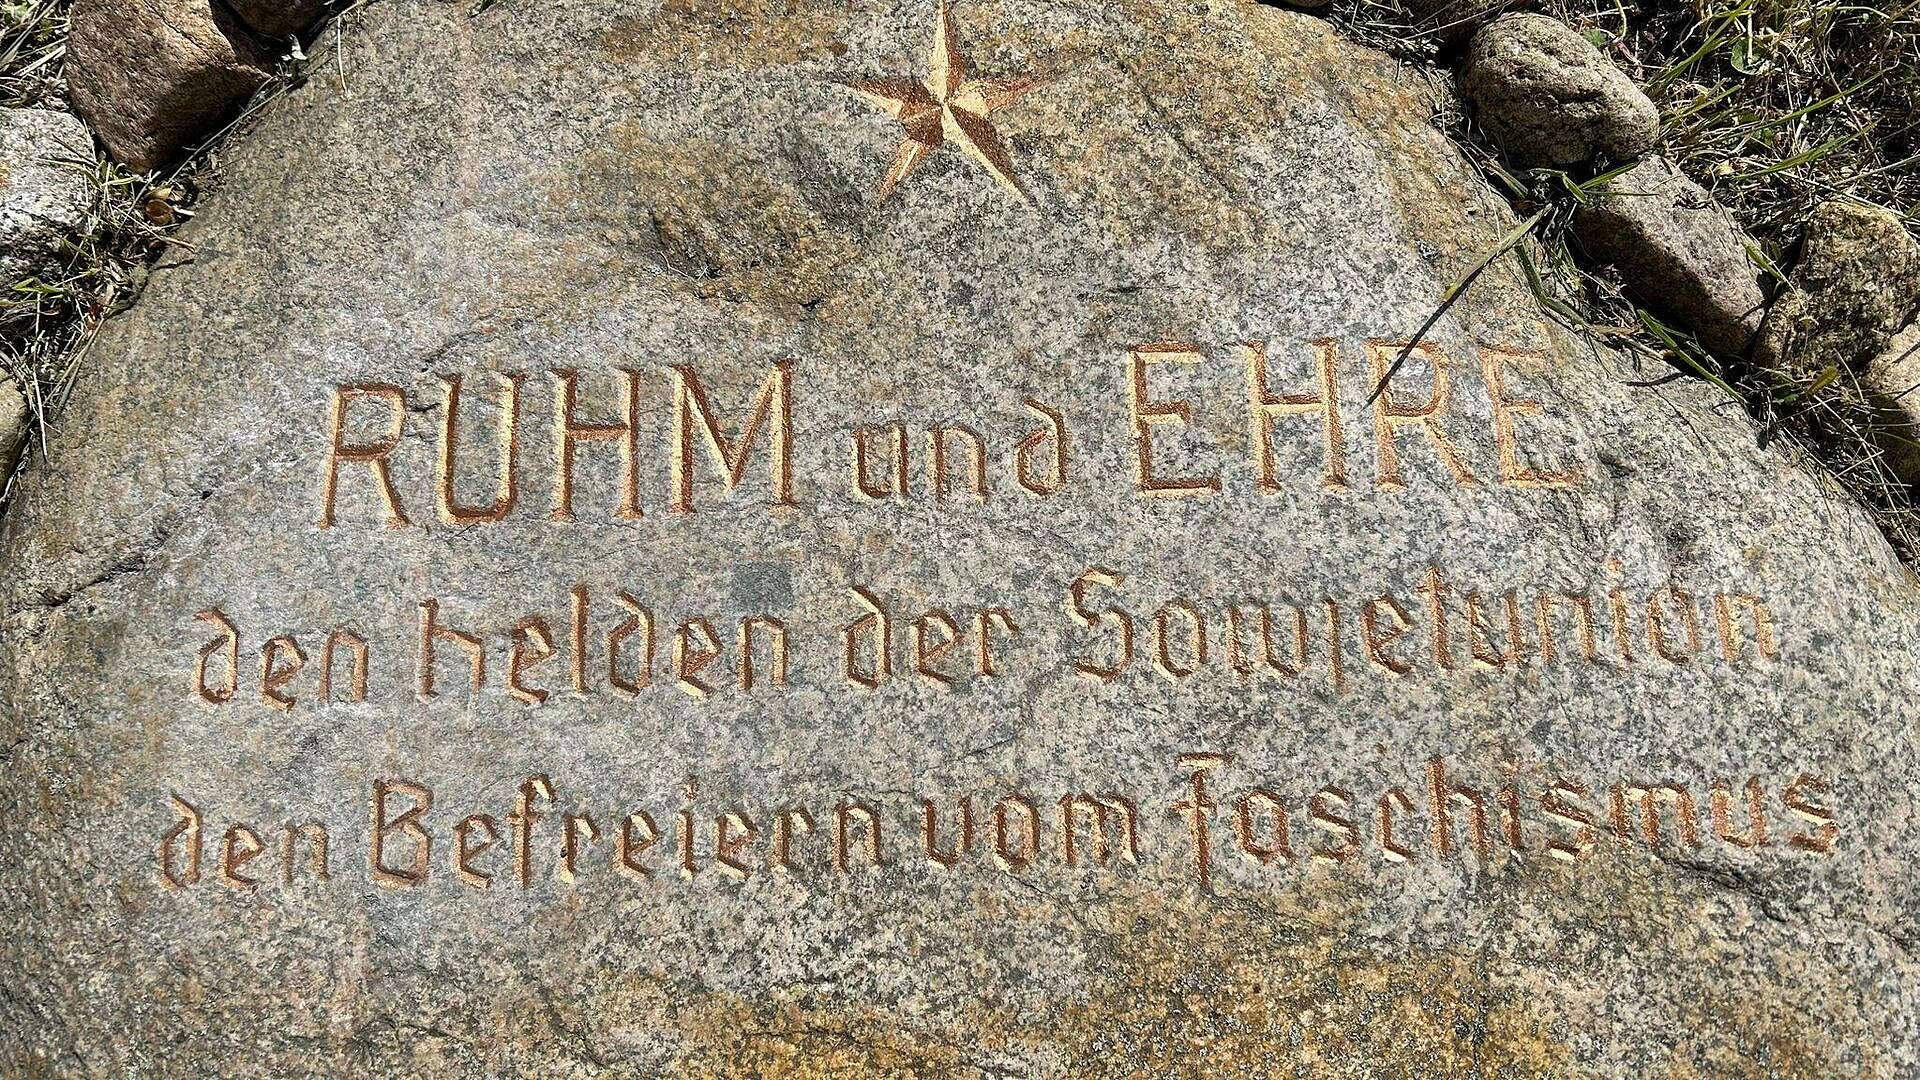 RUHM und EHRE
den Helden der Sowjetunion
den Befreiern vom Faschismus